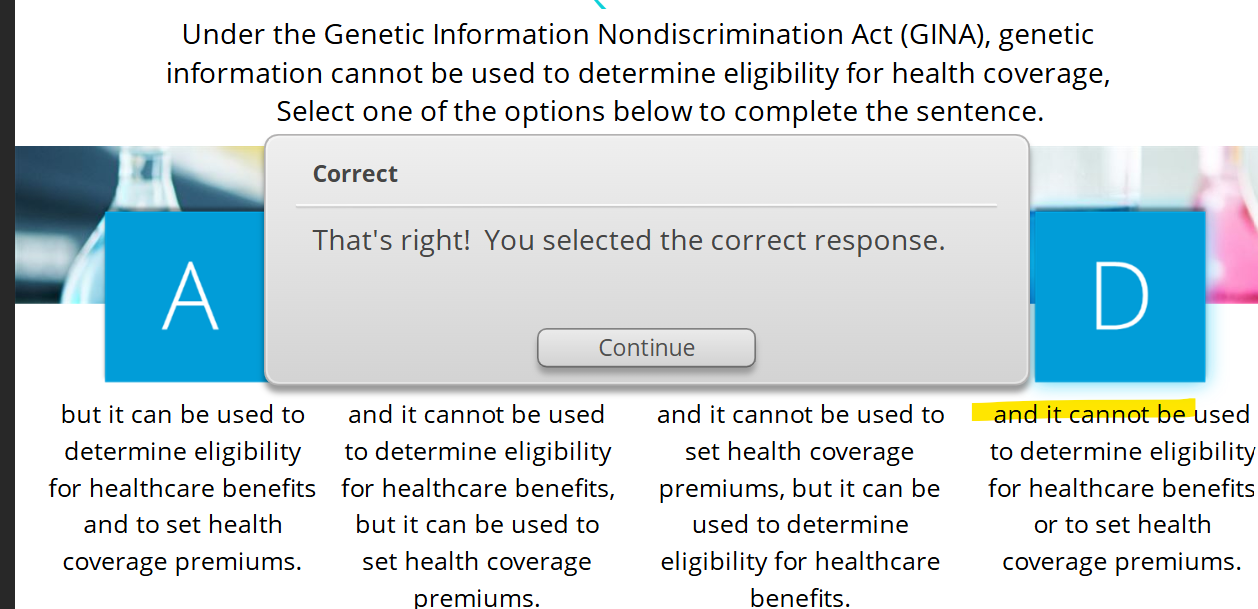 Under the Genetic Information Nondiscrimination Act (GINA), genetic
information cannot be used to determine eligibility for health coverage,
Select one of the options below to complete the sentence.
Correct
That's right! You selected the correct response.
Continue
A
but it can be used to
determine eligibility
for healthcare benefits
and to set health
coverage premiums.
and it cannot be used
to determine eligibility
for healthcare benefits,
but it can be used to
set health coverage
premiums.
and it cannot be used to
set health coverage
premiums, but it can be
used to determine
eligibility for healthcare
benefits.
D
and it cannot be used
to determine eligibility
for healthcare benefits
or to set health
coverage premiums.